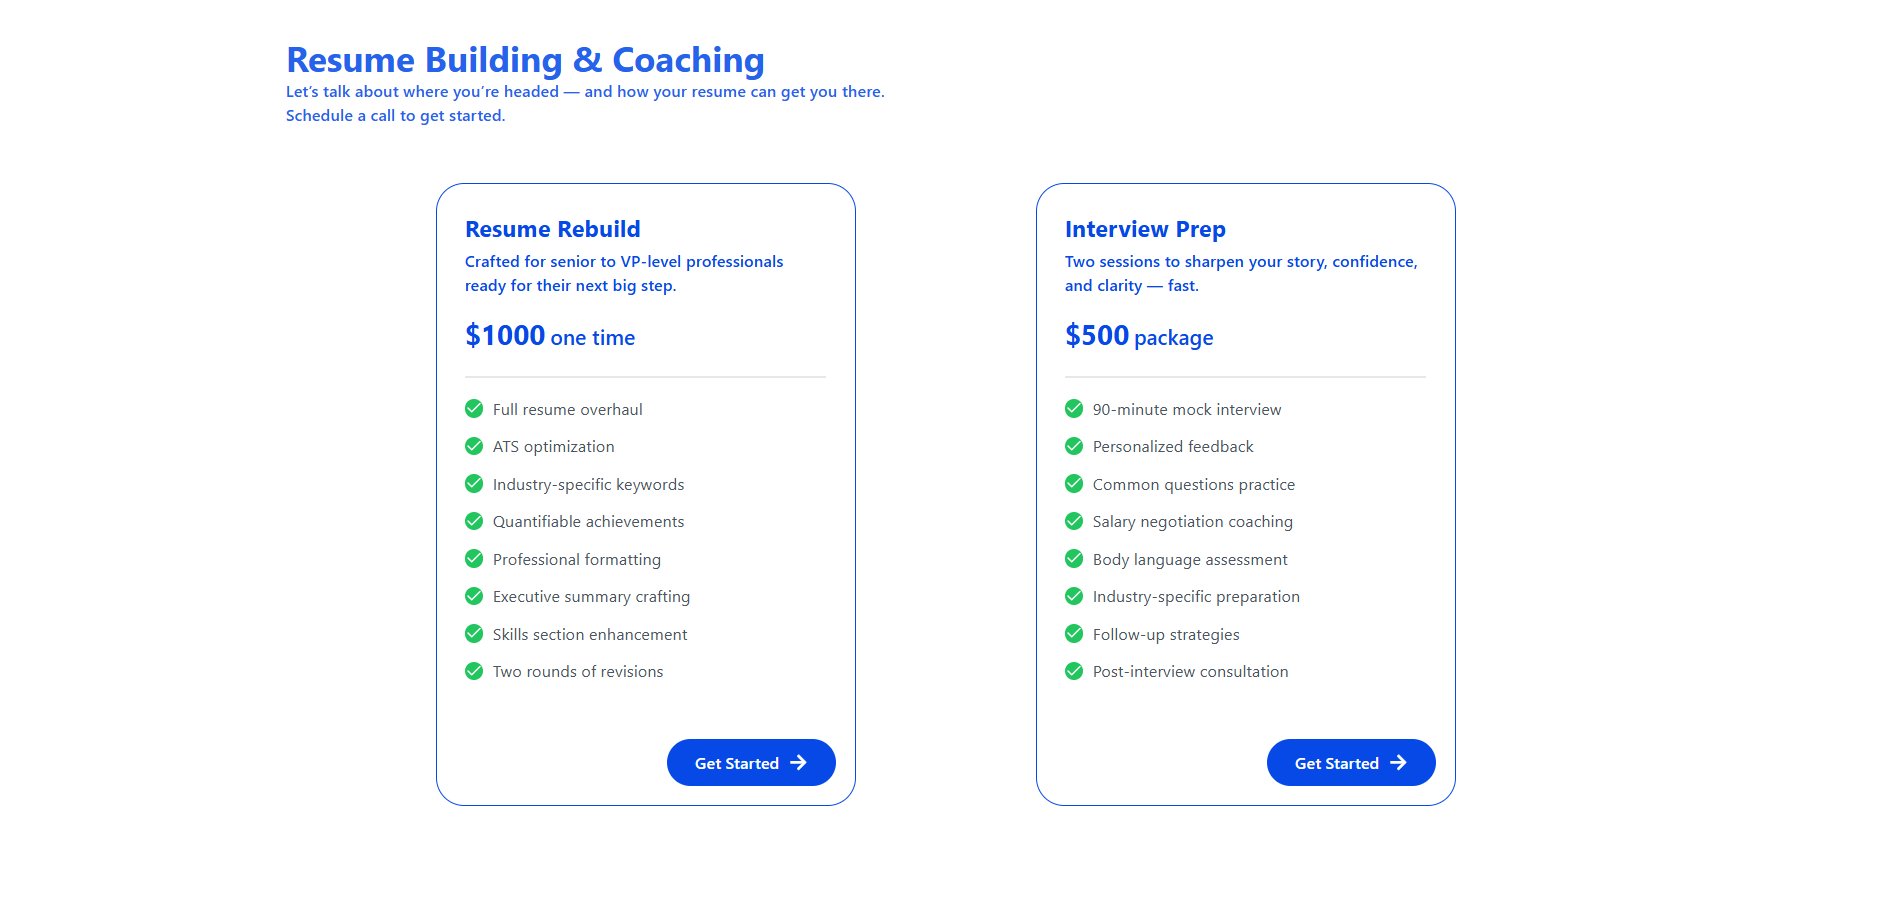 Resume Building & Coaching
Let’s talk about where you’re headed — and how your resume can get you there.
Schedule a call to get started.
Resume Rebuild
Crafted for senior to VP-level professionals
ready for their next big step.
$1000 one time
Full resume overhaul
ATS optimization
Industry-specific keywords
Quantifiable achievements
Professional formatting
Executive summary crafting
Skills section enhancement
Two rounds of revisions
Get Started
Interview Prep
Two sessions to sharpen your story, confidence,
and clarity — fast.
$500 package
90-minute mock interview
Personalized feedback
Common questions practice
Salary negotiation coaching
Body language assessment
Industry-specific preparation
Follow-up strategies
Post-interview consultation
Get Started